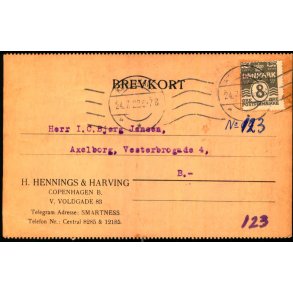 BREVKORT
24.7.22
DANMARK
8
Herr I.C.Bjerg Jensen,
№ 123
Axelborg, Vesterbrogade 4,
B.-
H. HENNINGS & HARVING
COPENHAGEN B.
V. VOLDGADE 83
Telegram Adresse: SMARTNESS.
Telefon Nr.: Central 8285 & 12185.
123